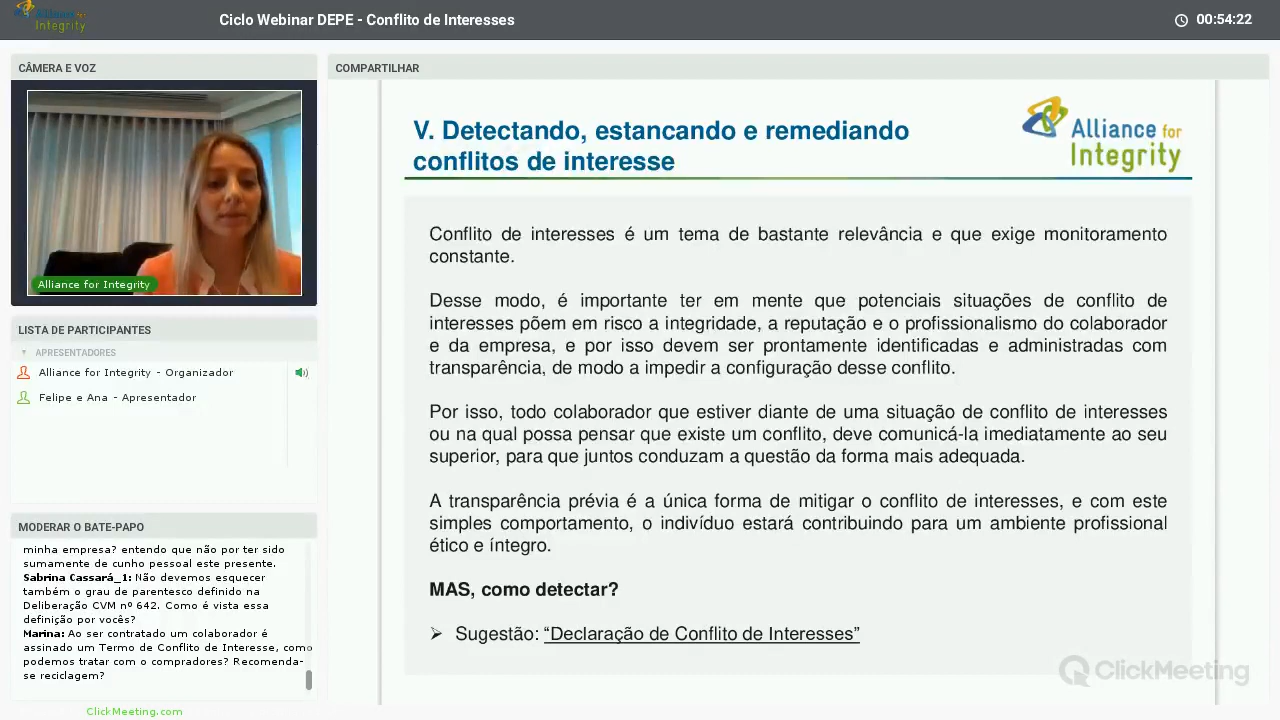 Alliance for
Integrity
Ciclo Webinar DEPE - Conflito de Interesses
00:54:22
CÂMERA E VOZ
Alliance for Integrity
LISTA DE PARTICIPANTES
APRESENTADORES
Alliance for Integrity - Organizador
Felipe e Ana - Apresentador
MODERAR O BATE-PAPO
minha empresa? entendo que não por ter sido
sumamente de cunho pessoal este presente.
Sabrina Cassará_1: Não devemos esquecer
também o grau de parentesco definido na
Deliberação CVM nº 642. Como é vista essa
definição por vocês?
Marina: Ao ser contratado um colaborador é
assinado um Termo de Conflito de Interesse, como
podemos tratar com o compradores? Recomenda-
se reciclagem?
ClickMeeting.com
COMPARTILHAR
V. Detectando, estancando e remediando
conflitos de interesse
Alliance for
Integrity
Conflito de interesses é um tema de bastante relevância e que exige monitoramento
constante.
Desse modo, é importante ter em mente que potenciais situações de conflito de
interesses põem em risco a integridade, a reputação e o profissionalismo do colaborador
e da empresa, e por isso devem ser prontamente identificadas e administradas com
transparência, de modo a impedir a configuração desse conflito.
Por isso, todo colaborador que estiver diante de uma situação de conflito de interesses
ou na qual possa pensar que existe um conflito, deve comunicá-la imediatamente ao seu
superior, para que juntos conduzam a questão da forma mais adequada.
A transparência prévia é a única forma de mitigar o conflito de interesses, e com este
simples comportamento, o indivíduo estará contribuindo para um ambiente profissional
ético e íntegro.
MAS, como detectar?
➢ Sugestão: “Declaração de Conflito de Interesses”
ClickMeeting